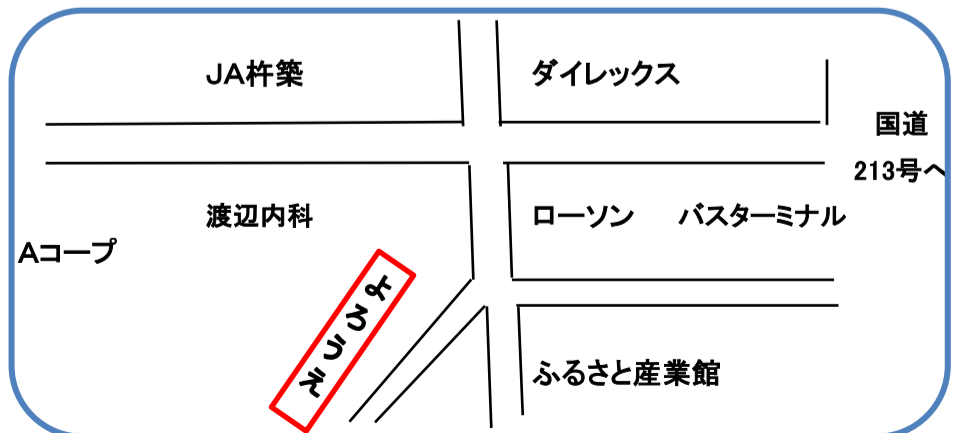 JA杵築
ダイレックス
国道
213号へ
渡辺内科
ローソン
バスターミナル
Aコープ
よろうえ
ふるさと産業館